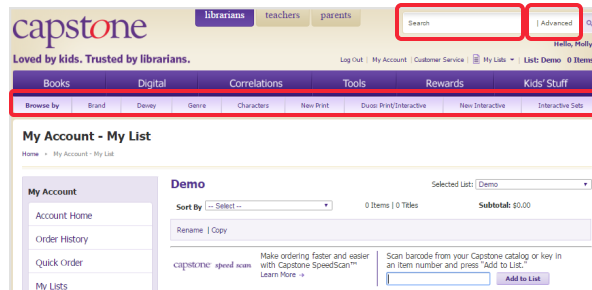 librarians teachers parents
capstone
Search | Advanced
Hello, Molly
Loved by kids. Trusted by librarians.
Log Out | My Account | Customer Service | My Lists | List: Demo 0 Items
Books Digital Correlations Tools Rewards Kids' Stuff
Browse by Brand Dewey Genre Characters New Print Duos: Print/Interactive New Interactive Interactive Sets
My Account - My List
Home • My Account - My List
My Account
Account Home
Order History
Quick Order
My Lists
Demo
Selected List: Demo
Sort By -- Select -- 0 Items | 0 Titles Subtotal: $0.00
Rename | Copy
capstone speed scan
Make ordering faster and easier
with Capstone SpeedScan™
Learn More →
Scan barcode from your Capstone catalog or key in
an item number and press "Add to List."
Add to List